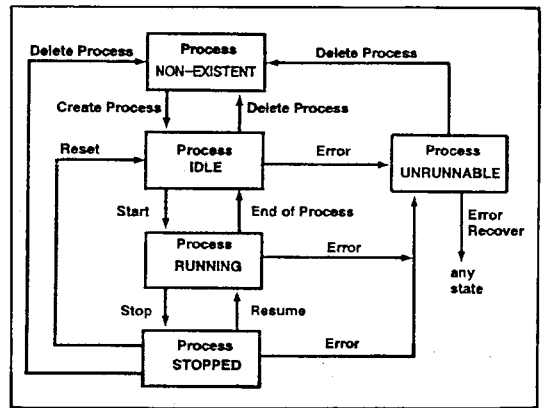 Delete Process
Process
NON-EXISTENT
Delete Process
Create Process
Delete Process
Reset
Process
IDLE
Error
Process
UNRUNNABLE
Start
End of Process
Error
Recover
Process
RUNNING
Error
any
state
Stop
Resume
Process
STOPPED
Error